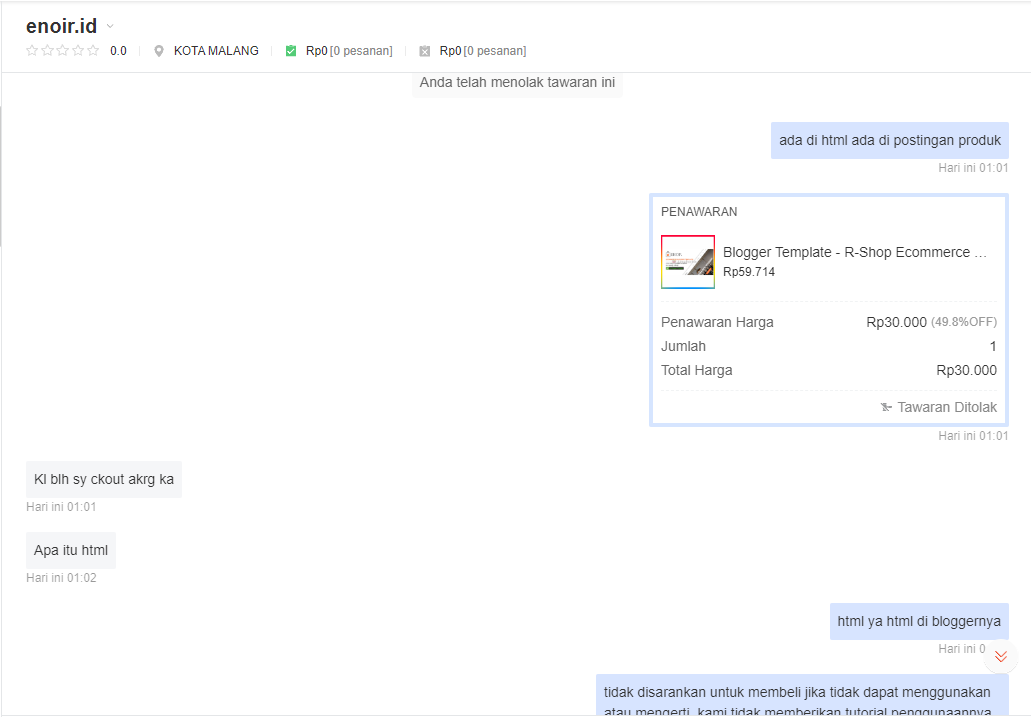 enoir.id
0.0 KOTA MALANG Rp0 [0 pesanan] Rp0 [0 pesanan]
Anda telah menolak tawaran ini
ada di html ada di postingan produk
Hari ini 01:01
PENAWARAN
Blogger Template - R-Shop Ecommerce ...
Rp59.714
Penawaran Harga Rp30.000 (49.8%OFF)
Jumlah 1
Total Harga Rp30.000
Tawaran Ditolak
Hari ini 01:01
Kl blh sy ckout akrg ka
Hari ini 01:01
Apa itu html
Hari ini 01:02
html ya html di bloggernya
Hari ini 0
tidak disarankan untuk membeli jika tidak dapat menggunakan
atau mengerti, kami tidak memberikan tutorial penggunaannya